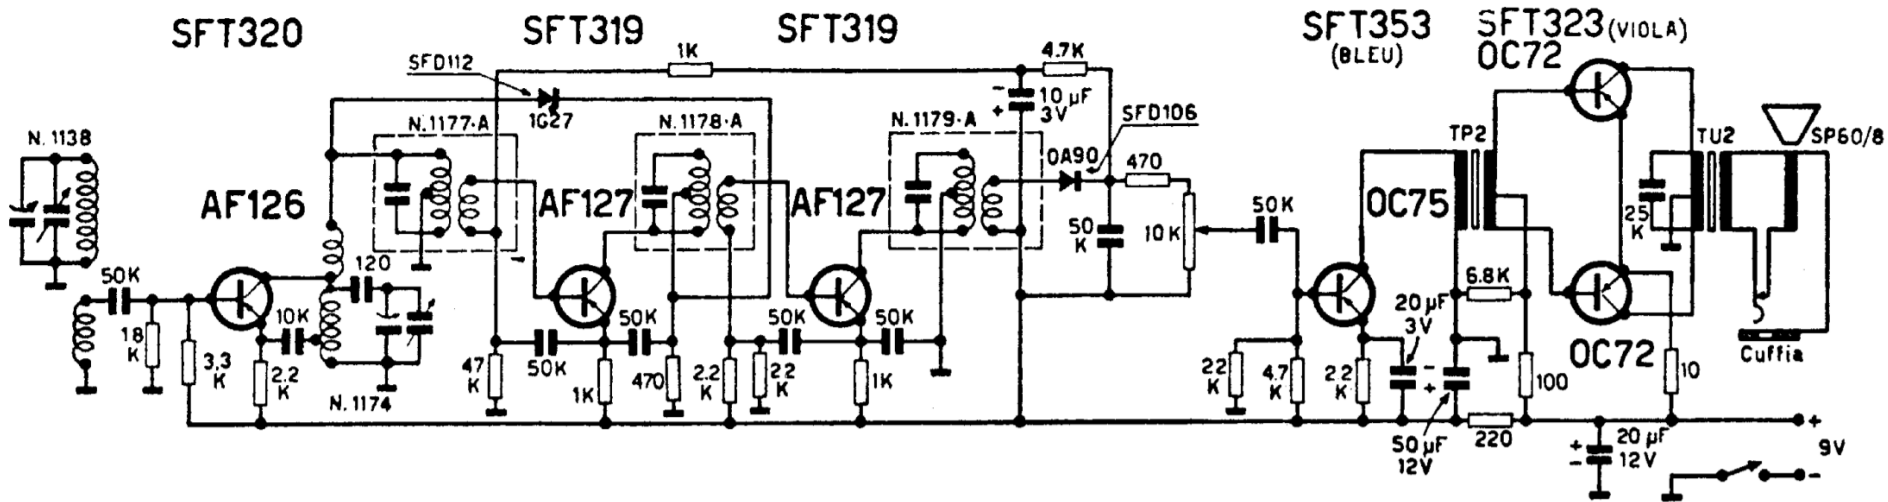 SFT320
SFT319
SFT319
SFT353
(BLEU)
SFT323 (VIOLA)
OC72
1K
4.7K
SFD112
1G27
10 µF
3V
SFD106
N.1138
N.1177·A
N.1178·A
N.1179·A
OA90
470
TP2
TU2
SP60/8
AF126
AF127
AF127
OC75
50
K
10K
50K
25
K
50K
120
18
K
3,3
K
10K
2.2
K
N.1174
47
K
50K
1K
50K
470
2.2
K
22
K
50K
1K
50K
22
K
4.7
K
2.2
K
20 µF
3V
6.8K
-
+
50 µF
12V
100
220
OC72
10
Cuffia
+
-
20 µF
12V
+
9V
-